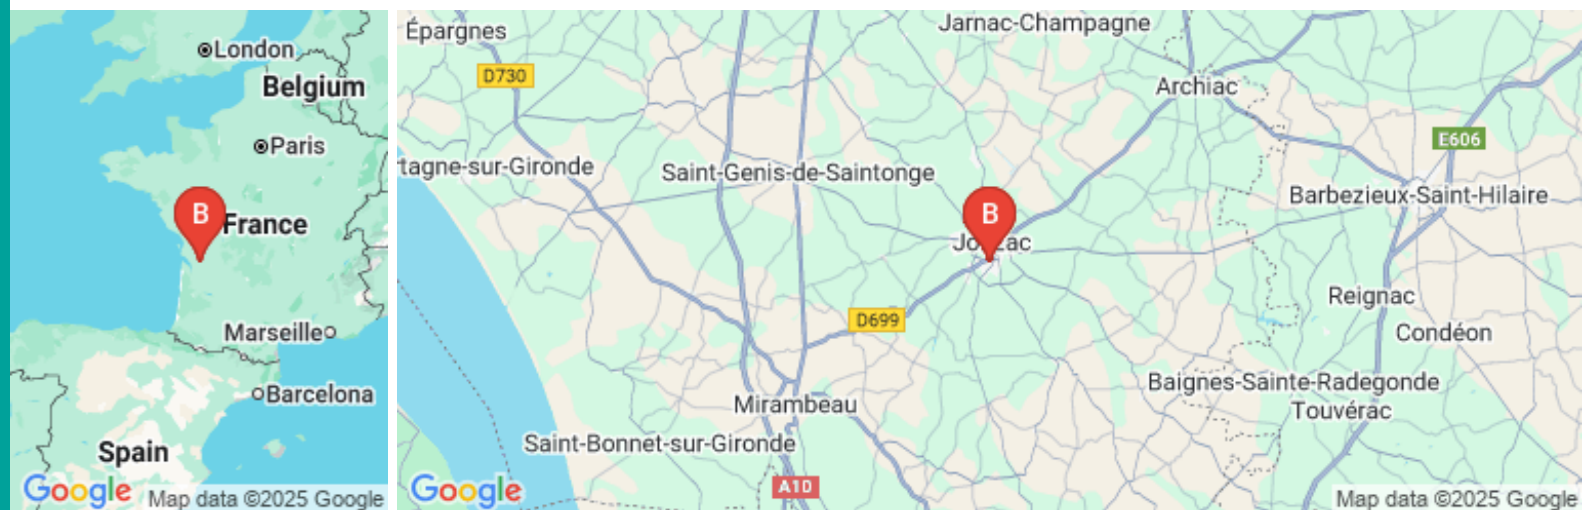 London
Belgium
Paris
B
France
Marseille
Barcelona
Spain
Google
Map data ©2025 Google
Jarnac-Champagne
Épargnes
D730
Archiac
E606
tagne-sur-Gironde
Saint-Genis-de-Saintonge
Barbezieux-Saint-Hilaire
B
Reignac
D699
Condéon
Baignes-Sainte-Radegonde
Mirambeau
Touvérac
Saint-Bonnet-sur-Gironde
A10
Google
Map data ©2025 Google